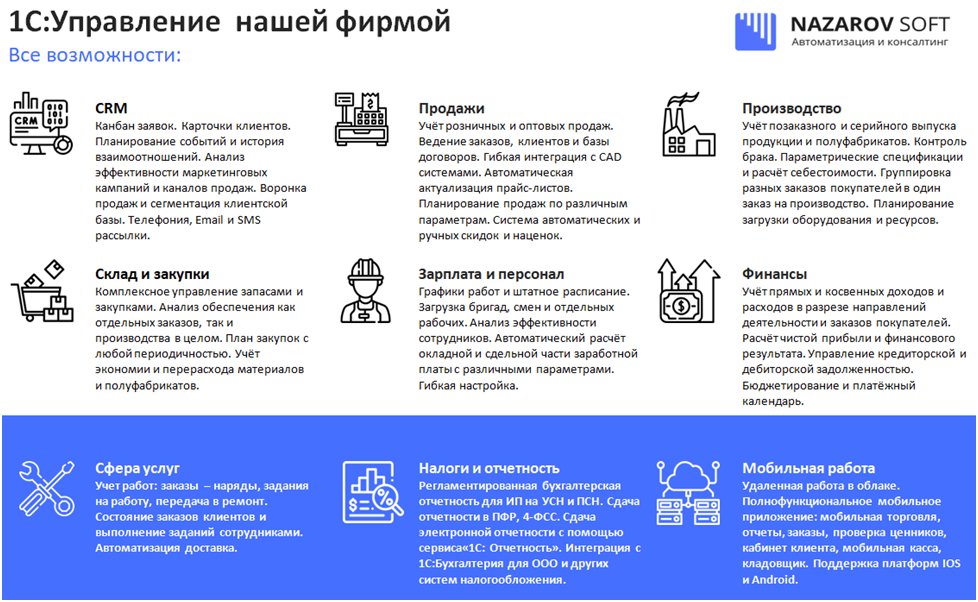 1С:Управление нашей фирмой
Все возможности:
NAZAROV SOFT
Автоматизация и консалтинг
CRM
CRM
Канбан заявок. Карточки клиентов.
Планирование событий и история
взаимоотношений. Анализ
эффективности маркетинговых
кампаний и каналов продаж. Воронка
продаж и сегментация клиентской
базы. Телефония, Email и SMS
рассылки.
Продажи
Учёт розничных и оптовых продаж.
Ведение заказов, клиентов и базы
договоров. Гибкая интеграция с CAD
системами. Автоматическая
актуализация прайс-листов.
Планирование продаж по различным
параметрам. Система автоматических и
ручных скидок и наценок.
Производство
Учёт позаказного и серийного выпуска
продукции и полуфабрикатов. Контроль
брака. Параметрические спецификации
и расчёт себестоимости. Группировка
разных заказов покупателей в один
заказ на производство. Планирование
загрузки оборудования и ресурсов.
Склад и закупки
Комплексное управление запасами и
закупками. Анализ обеспечения как
отдельных заказов, так и
производства в целом. План закупок с
любой периодичностью. Учёт
экономии и перерасхода материалов
и полуфабрикатов.
Зарплата и персонал
Графики работ и штатное расписание.
Загрузка бригад, смен и отдельных
рабочих. Анализ эффективности
сотрудников. Автоматический расчёт
окладной и сдельной части заработной
платы с различными параметрами.
Гибкая настройка.
Финансы
Учёт прямых и косвенных доходов и
расходов в разрезе направлений
деятельности и заказов покупателей.
Расчёт чистой прибыли и финансового
результата. Управление кредиторской и
дебиторской задолженностью.
Бюджетирование и платёжный
календарь.
Сфера услуг
Учет работ: заказы – наряды, задания
на работу, передача в ремонт.
Состояние заказов клиентов и
выполнение заданий сотрудниками.
Автоматизация доставка.
Налоги и отчетность
Регламентированная бухгалтерская
отчетность для ИП на УСН и ПСН. Сдача
отчетности в ПФР, 4-ФСС. Сдача
электронной отчетности с помощью
сервиса«1С: Отчетность». Интеграция с
1С:Бухгалтерия для ООО и других
систем налогообложения.
Мобильная работа
Удаленная работа в облаке.
Полнофункциональное мобильное
приложение: мобильная торговля,
отчеты, заказы, проверка ценников,
кабинет клиента, мобильная касса,
кладовщик. Поддержка платформ IOS
и Android.